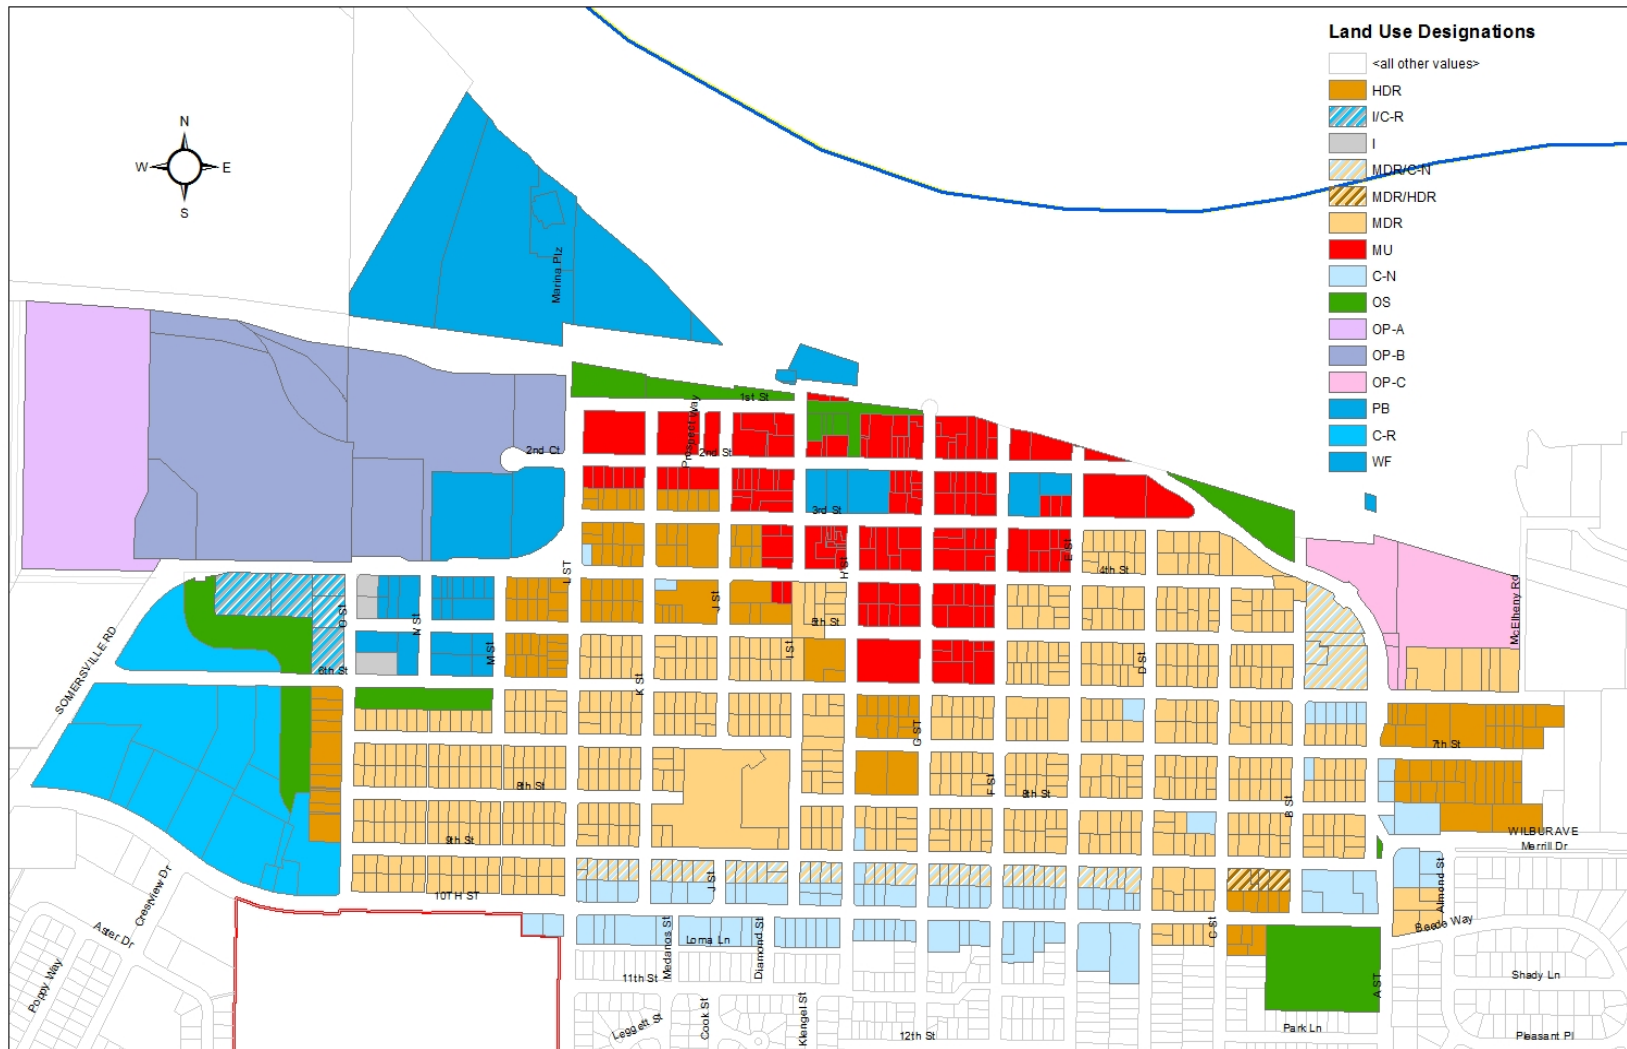 Land Use Designations
<all other values>
HDR
I/C-R
I
MDR/C-N
MDR/HDR
MDR
MU
C-N
OS
OP-A
OP-B
OP-C
PB
C-R
WF
N
W E
S
Marina Plz
1st St
Prospect Way
2nd Ct
2nd St
3rd St
H St
E St
L ST
4th St
J St
O St
N St
M St
5th St
I St
McElheny Rd
SOMERSVILLE RD
6th St
K St
D St
G ST
7th St
8th St
F St
8th St
B St
9th St
WILBUR AVE
Merrill Dr
10TH ST
J St
Almond St
Crestview Dr
Aster Dr
Poppy Way
Medanos St
Loma Ln
Diamond St
C St
Beede Way
11th St
A ST
Shady Ln
Leggett St
Cook St
Klengel St
12th St
Park Ln
Pleasant Pl